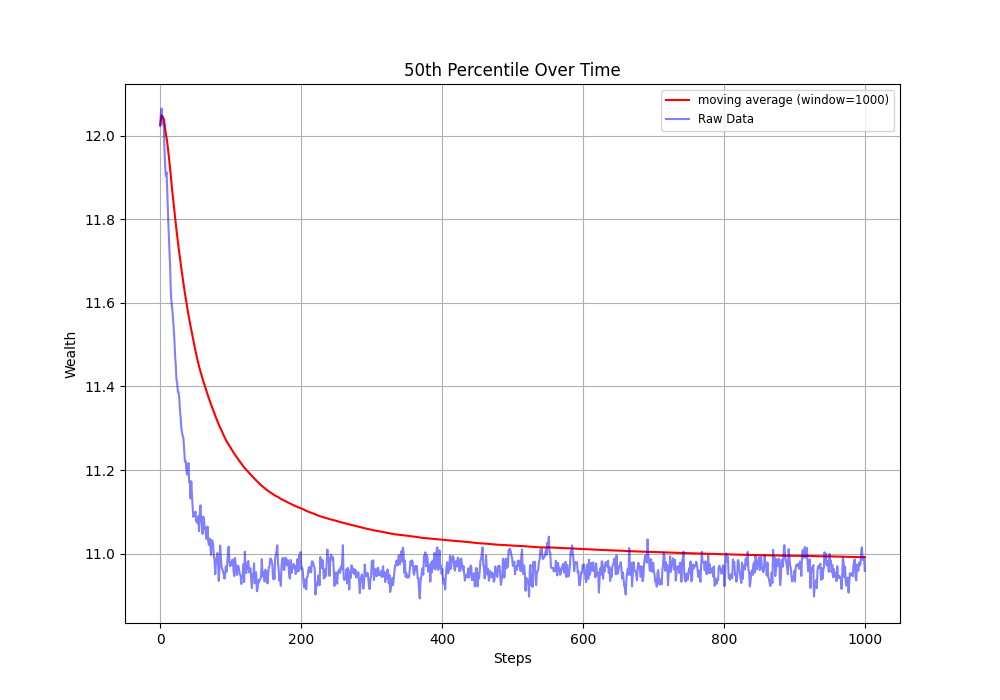 50th Percentile Over Time
moving average (window=1000)
Raw Data
Wealth
12.0
11.8
11.6
11.4
11.2
11.0
0
200
400
600
800
1000
Steps